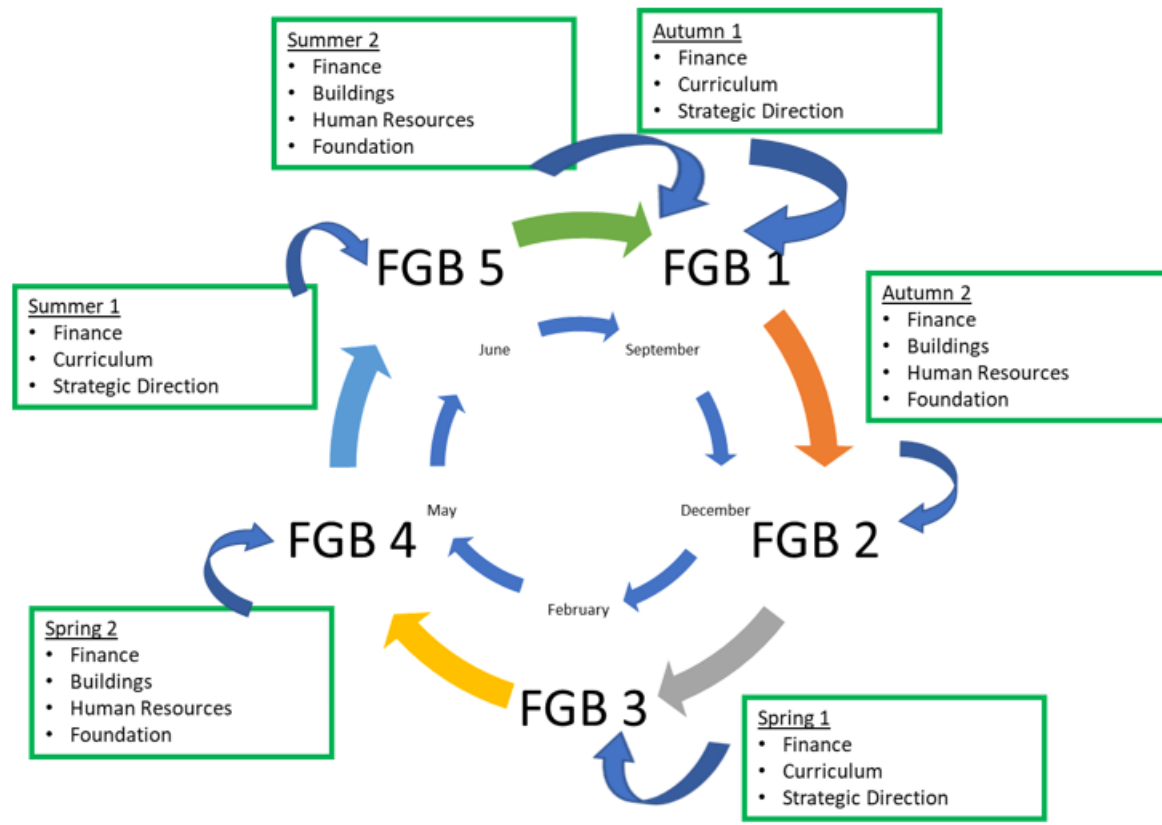 Summer 2
• Finance
• Buildings
• Human Resources
• Foundation
Autumn 1
• Finance
• Curriculum
• Strategic Direction
FGB 5
FGB 1
Summer 1
• Finance
• Curriculum
• Strategic Direction
Autumn 2
• Finance
• Buildings
• Human Resources
• Foundation
June
September
May
December
FGB 4
FGB 2
February
Spring 2
• Finance
• Buildings
• Human Resources
• Foundation
FGB 3
Spring 1
• Finance
• Curriculum
• Strategic Direction